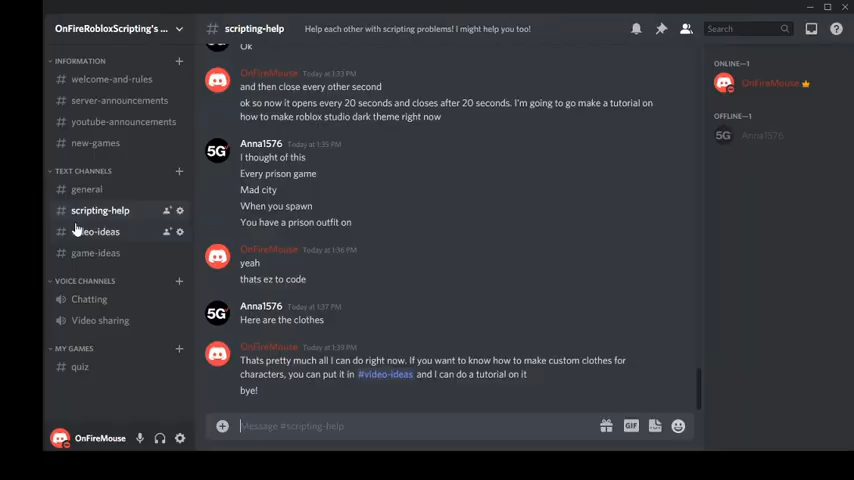 OnFireRobloxScripting's ...
INFORMATION
welcome-and-rules
server-announcements
youtube-announcements
new-games
TEXT CHANNELS
general
scripting-help
game-ideas
VOICE CHANNELS
Chatting
Video sharing
MY GAMES
quiz
OnFireMouse
scripting-help Help each other with scripting problems! I might help you too!
Search
Ok
OnFireMouse Today at 1:33 PM
and then close every other second
ok so now it opens every 20 seconds and closes after 20 seconds. I'm going to go make a tutorial on
how to make roblox studio dark theme right now
Anna1576 Today at 1:35 PM
I thought of this
Every prison game
Mad city
When you spawn
You have a prison outfit on
OnFireMouse Today at 1:36 PM
yeah
thats ez to code
Anna1576 Today at 1:37 PM
Here are the clothes
OnFireMouse Today at 1:39 PM
Thats pretty much all I can do right now. If you want to know how to make custom clothes for
characters, you can put it in #video-ideas and I can do a tutorial on it
bye!
Message #scripting-help
GIF
ONLINE—1
OnFireMouse
OFFLINE—1
Anna1576
5G
5G
5G